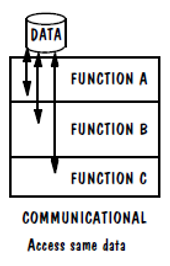 DATA
FUNCTION A
FUNCTION B
FUNCTION C
COMMUNICATIONAL
Access same data